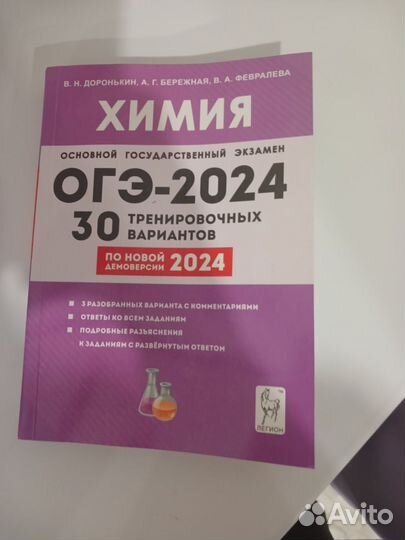 В. Н. ДОРОНЬКИН, А. Г. БЕРЕЖНАЯ, В. А. ФЕВРАЛЕВА
ХИМИЯ
ОСНОВНОЙ ГОСУДАРСТВЕННЫЙ ЭКЗАМЕН
ОГЭ-2024
30 ТРЕНИРОВОЧНЫХ
ВАРИАНТОВ
ПО НОВОЙ
ДЕМОВЕРСИИ 2024
3 РАЗОБРАННЫХ ВАРИАНТА С КОММЕНТАРИЯМИ
ОТВЕТЫ КО ВСЕМ ЗАДАНИЯМ
ПОДРОБНЫЕ РАЗЪЯСНЕНИЯ
К ЗАДАНИЯМ С РАЗВЁРНУТЫМ ОТВЕТОМ
ЛЕГИОН
Avito